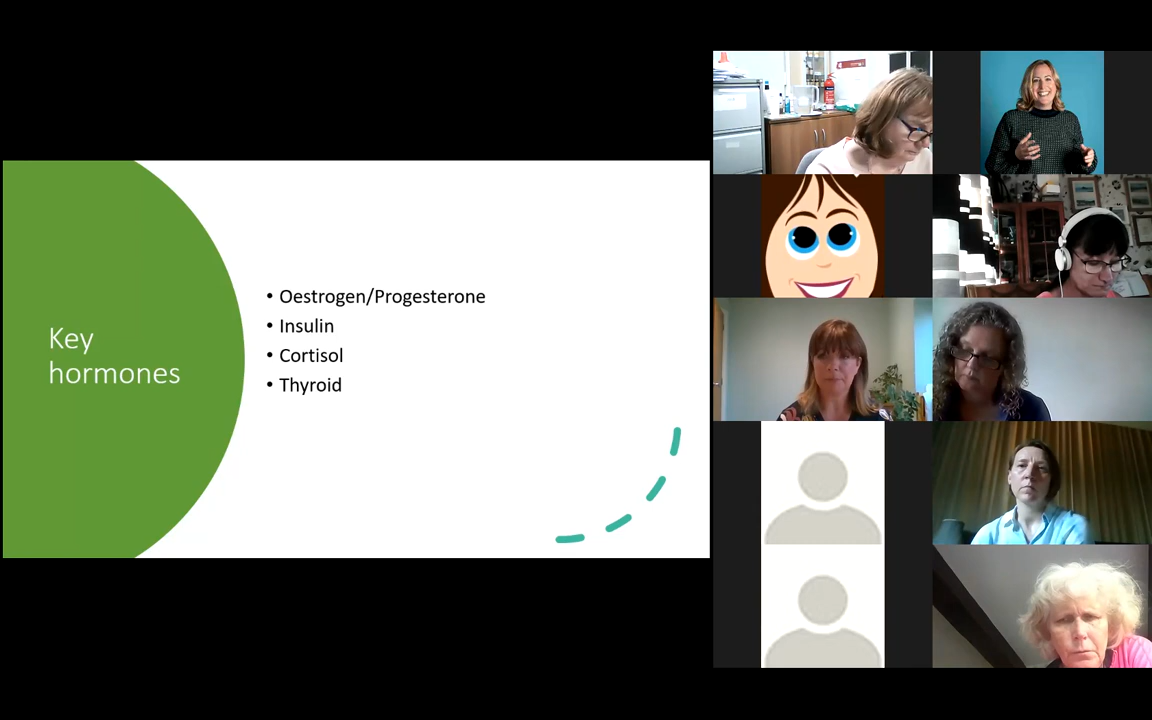 Key
hormones
• Oestrogen/Progesterone
• Insulin
• Cortisol
• Thyroid